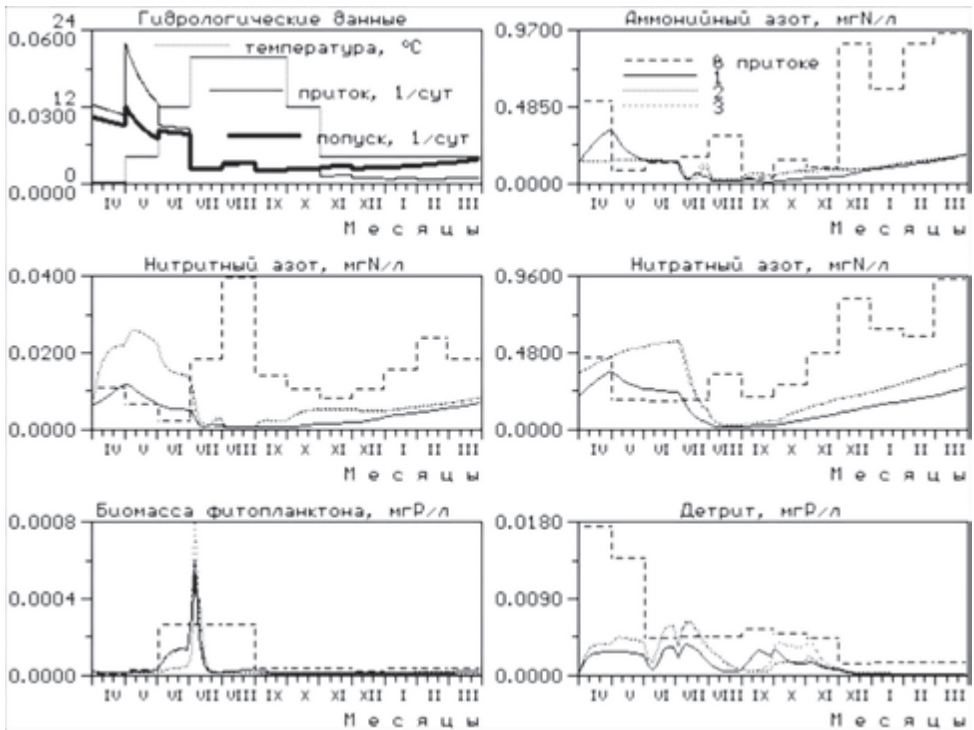 Гидрологические данные
24
0.0600
температура, °C
12
0.0300
приток, 1/сут
попуск, 1/сут
0
0.0000
IV V VI VII VIII IX X XI XII I II III
Месяцы
Аммонийный азот, мгN/л
0.9700
В притоке
1
2
3
0.4850
0.0000
IV V VI VII VIII IX X XI XII I II III
Месяцы
Нитритный азот, мгN/л
0.0400
0.0200
0.0000
IV V VI VII VIII IX X XI XII I II III
Месяцы
Нитратный азот, мгN/л
0.9600
0.4800
0.0000
IV V VI VII VIII IX X XI XII I II III
Месяцы
Биомасса фитопланктона, мгP/л
0.0008
0.0004
0.0000
IV V VI VII VIII IX X XI XII I II III
Месяцы
Детрит, мгP/л
0.0180
0.0090
0.0000
IV V VI VII VIII IX X XI XII I II III
Месяцы